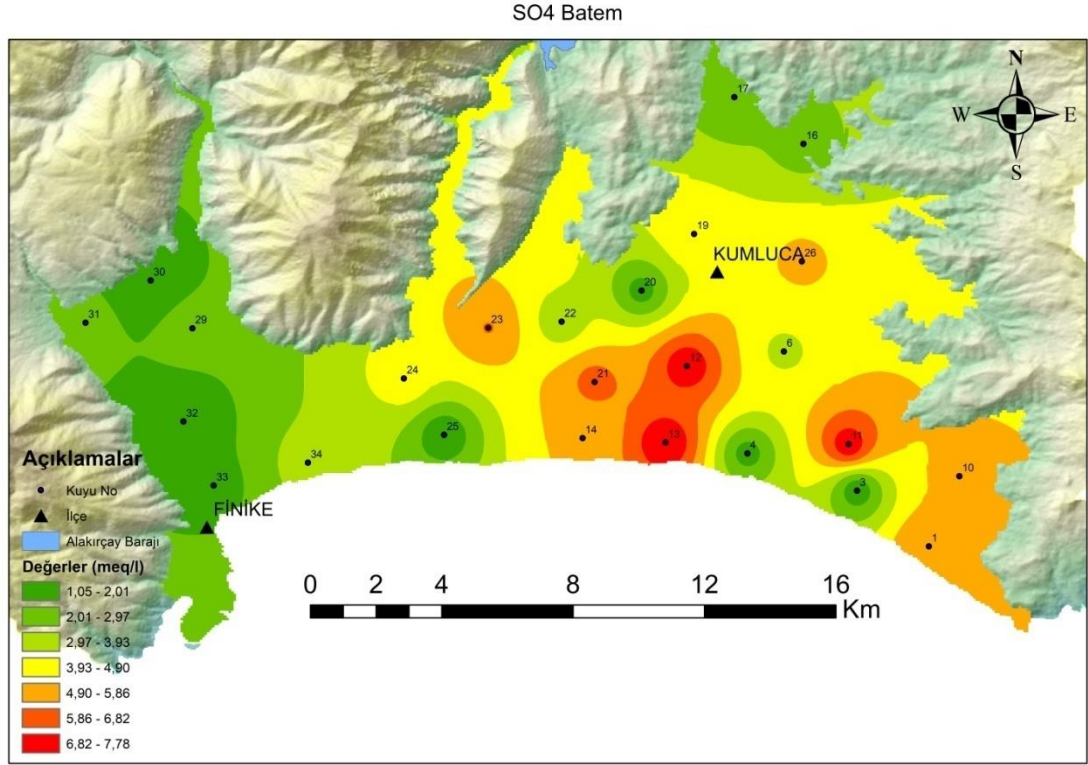 SO4 Batem
N
W E
S
17
16
19
KUMLUCA
26
30
20
31
29
22
23
6
24
12
21
32
25
14
13
4
11
34
10
33
3
FİNİKE
1
Açıklamalar
Kuyu No
İlçe
Alakırçay Barajı
Değerler (meq/l)
1,05 - 2,01
2,01 - 2,97
2,97 - 3,93
3,93 - 4,90
4,90 - 5,86
5,86 - 6,82
6,82 - 7,78
0 2 4 8 12 16
Km